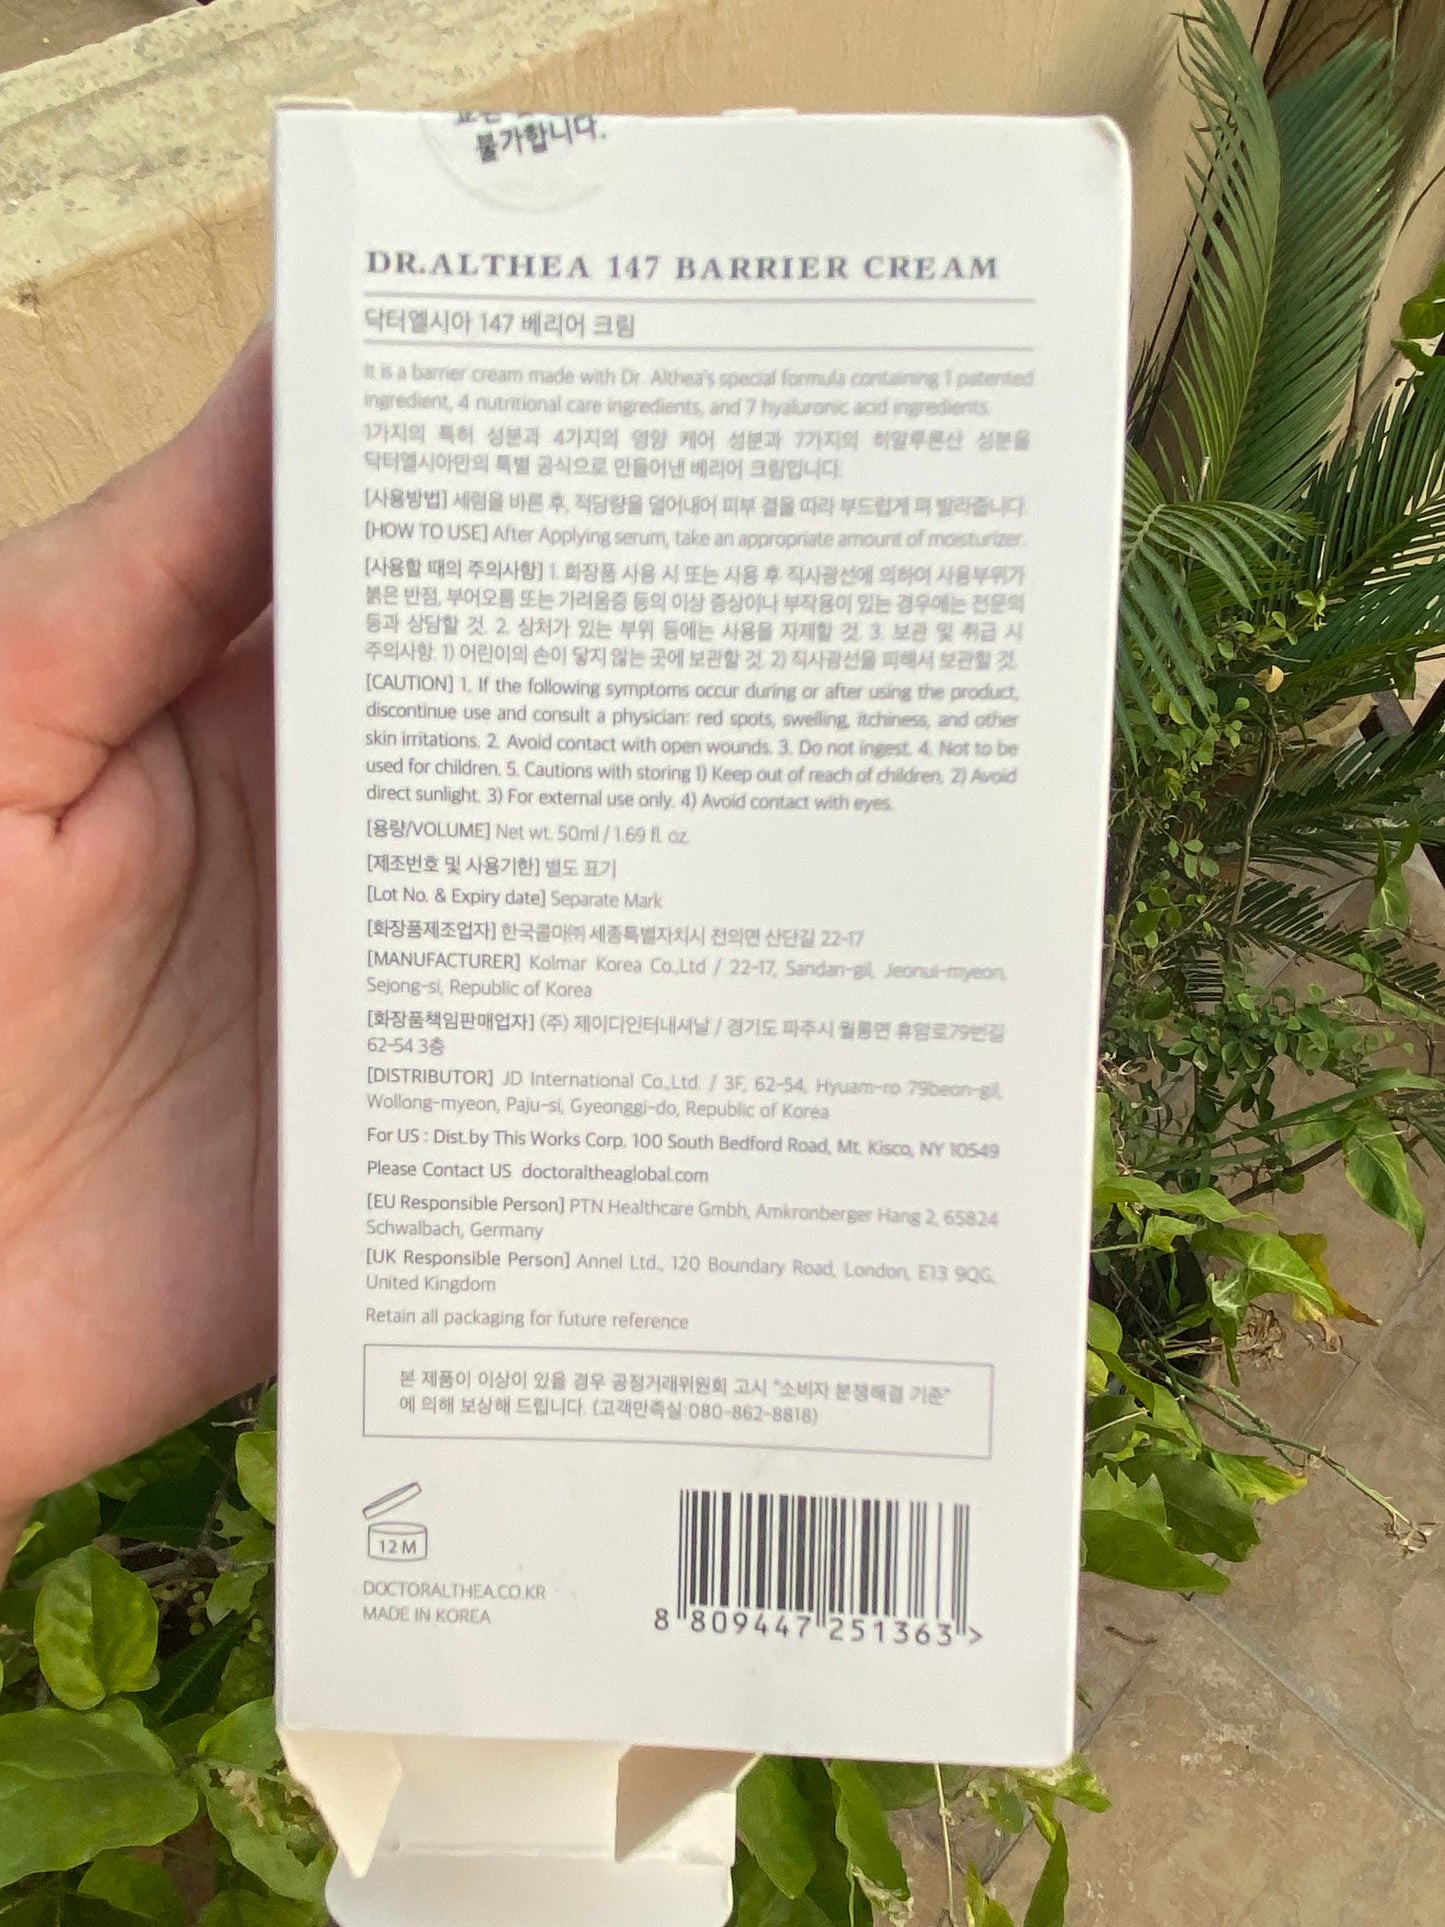 불가합니다.
DR.ALTHEA 147 BARRIER CREAM
닥터엘시아 147 베리어 크림
It is a barrier cream made with Dr. Althea's special formula containing 1 patented
ingredient, 4 nutritional care ingredients, and 7 hyaluronic acid ingredients.
1가지의 특허 성분과 4가지의 영양 케어 성분과 7가지의 히알루론산 성분을
닥터엘시아만의 특별 공식으로 만들어낸 베리어 크림입니다.
[사용방법] 세럼을 바른 후, 적당량을 덜어내어 피부 결을 따라 부드럽게 펴 발라줍니다.
[HOW TO USE] After Applying serum, take an appropriate amount of moisturizer.
[사용할 때의 주의사항] 1. 화장품 사용 시 또는 사용 후 직사광선에 의하여 사용부위가
붉은 반점, 부어오름 또는 가려움증 등의 이상 증상이나 부작용이 있는 경우에는 전문의
등과 상담할 것. 2. 상처가 있는 부위 등에는 사용을 자제할 것. 3. 보관 및 취급 시
주의사항. 1) 어린이의 손이 닿지 않는 곳에 보관할 것. 2) 직사광선을 피해서 보관할 것.
[CAUTION] 1. If the following symptoms occur during or after using the product,
discontinue use and consult a physician: red spots, swelling, itchiness, and other
skin irritations. 2. Avoid contact with open wounds. 3. Do not ingest. 4. Not to be
used for children. 5. Cautions with storing 1) Keep out of reach of children. 2) Avoid
direct sunlight. 3) For external use only. 4) Avoid contact with eyes.
[용량/VOLUME] Net wt. 50ml / 1.69 fl. oz.
[제조번호 및 사용기한] 별도 표기
[Lot No. & Expiry date] Separate Mark
[화장품제조업자] 한국콜마㈜ 세종특별자치시 전의면 산단길 22-17
[MANUFACTURER] Kolmar Korea Co.,Ltd / 22-17, Sandan-gil, Jeonui-myeon,
Sejong-si, Republic of Korea
[화장품책임판매업자] (주) 제이디인터내셔날 / 경기도 파주시 월롱면 휴암로79번길
62-54 3층
[DISTRIBUTOR] JD International Co.,Ltd. / 3F, 62-54, Hyuam-ro 79beon-gil,
Wollong-myeon, Paju-si, Gyeonggi-do, Republic of Korea
For US : Dist.by This Works Corp. 100 South Bedford Road, Mt. Kisco, NY 10549
Please Contact US doctoraltheaglobal.com
[EU Responsible Person] PTN Healthcare Gmbh, Amkronberger Hang 2, 65824
Schwalbach, Germany
[UK Responsible Person] Annel Ltd., 120 Boundary Road, London, E13 9QG,
United Kingdom
Retain all packaging for future reference
본 제품이 이상이 있을 경우 공정거래위원회 고시 "소비자 분쟁해결 기준"
에 의해 보상해 드립니다. (고객만족실 080-862-8818)
12M
DOCTORALTHEA.CO.KR
MADE IN KOREA
8 809447 251363 >